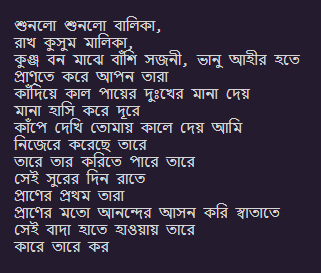 শুনলো শুনলো বালিকা,
রাখ কুসুম মালিকা,
কুঞ্জ বন মাঝে বাঁশি সজনী, ভানু আহীর হতে
প্রাণ্তে করে আপন তারা
কাঁদিয়ে কাল পায়ের দুঃখের মানা দেয়
মানা হাসি করে দূরে
কাঁপে দেখি তোমায় কালে দেয় আমি
নিজেরে করেছে তারে
তারে তার করিতে পারে তারে
সেই সুরের দিন রাতে
প্রাণের প্রথম তারা
প্রাণের মতো আনন্দের আসন করি স্বাতাতে
সেই বাদা হাতে হাওয়ায় তারে
কারে তারে কর